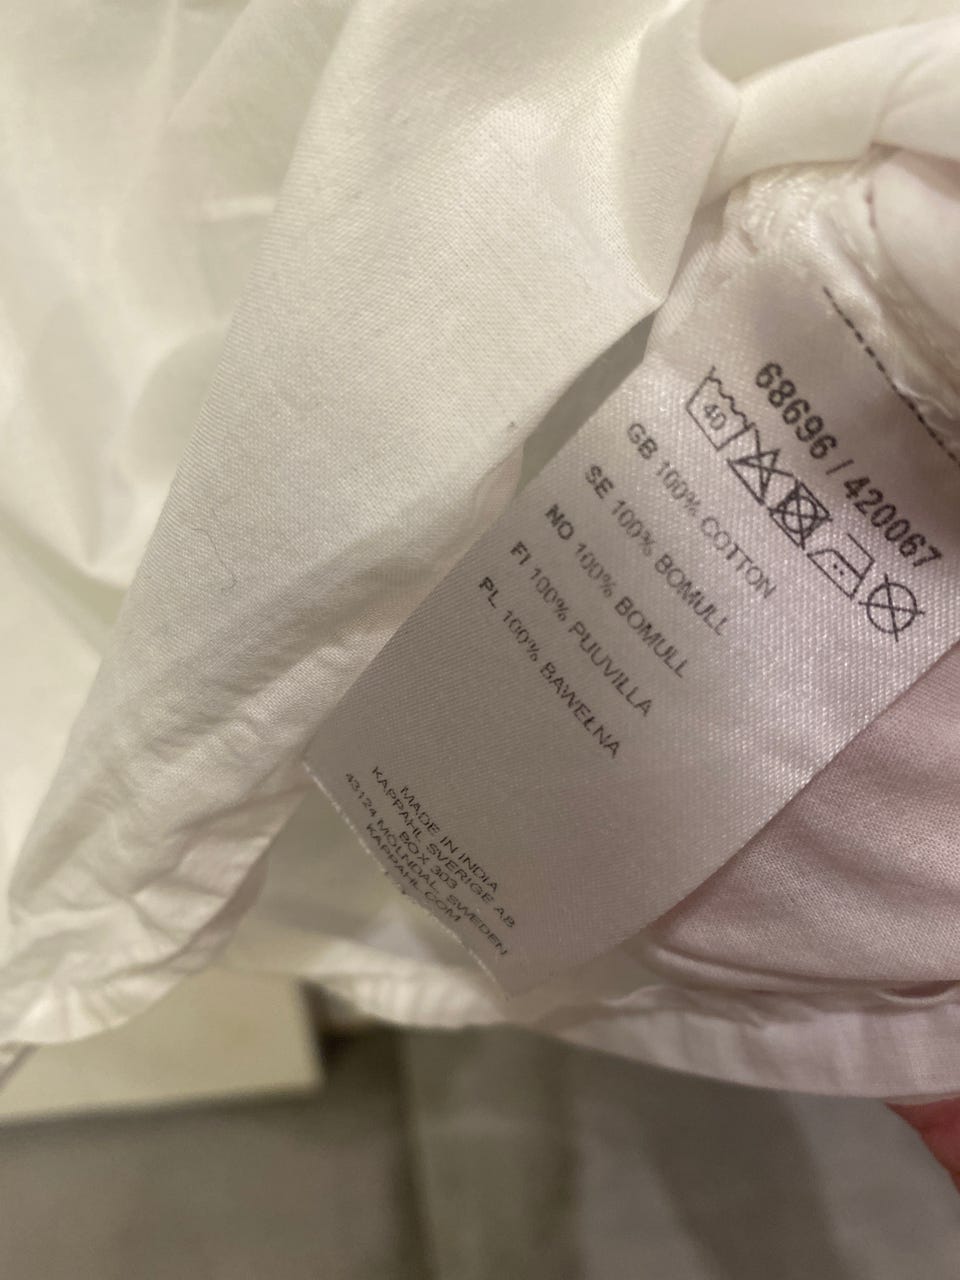 68696 / 420067
40
GB 100% COTTON
SE 100% BOMULL
NO 100% BOMULL
FI 100% PUUVILLA
PL 100% BAWEŁNA
MADE IN INDIA
KAPPAHL SVERIGE AB
BOX 303
43124 MÖLNDAL, SWEDEN
KAPPAHL.COM